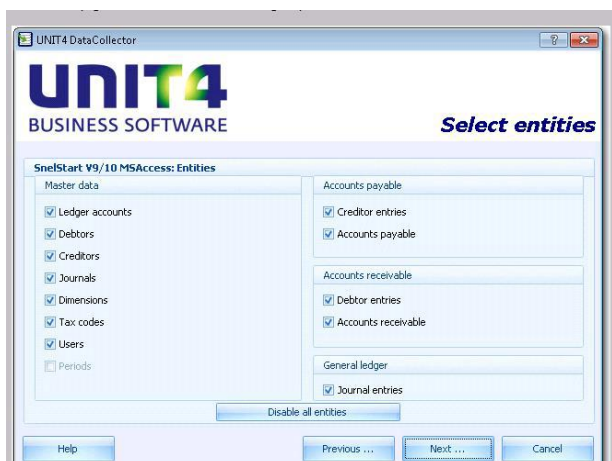 UNIT4 DataCollector
UNIT4
BUSINESS SOFTWARE
Select entities
SnelStart V9/10 MSAccess: Entities
Master data
Ledger accounts
Debtors
Creditors
Journals
Dimensions
Tax codes
Users
Periods
Accounts payable
Creditor entries
Accounts payable
Accounts receivable
Debtor entries
Accounts receivable
General ledger
Journal entries
Disable all entities
Help
Previous ...
Next ...
Cancel